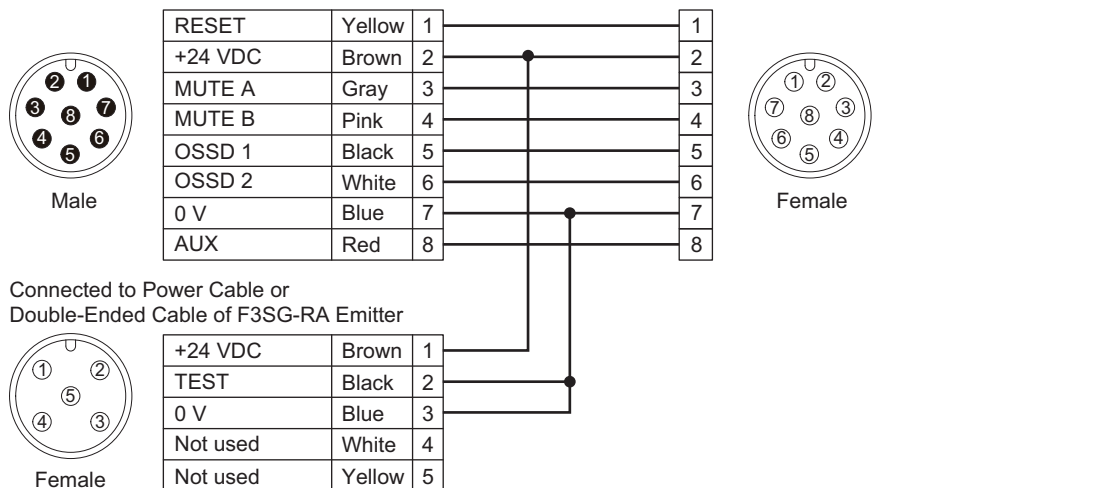 RESET Yellow 1 1
+24 VDC Brown 2 2
MUTE A Gray 3 3
MUTE B Pink 4 4
OSSD 1 Black 5 5
OSSD 2 White 6 6
0 V Blue 7 7
AUX Red 8 8
2 1
3 8 7
4 6
5
Male
1 2
7 8 3
6 4
5
Female
Connected to Power Cable or
Double-Ended Cable of F3SG-RA Emitter
+24 VDC Brown 1
TEST Black 2
0 V Blue 3
Not used White 4
Not used Yellow 5
1 2
5
4 3
Female